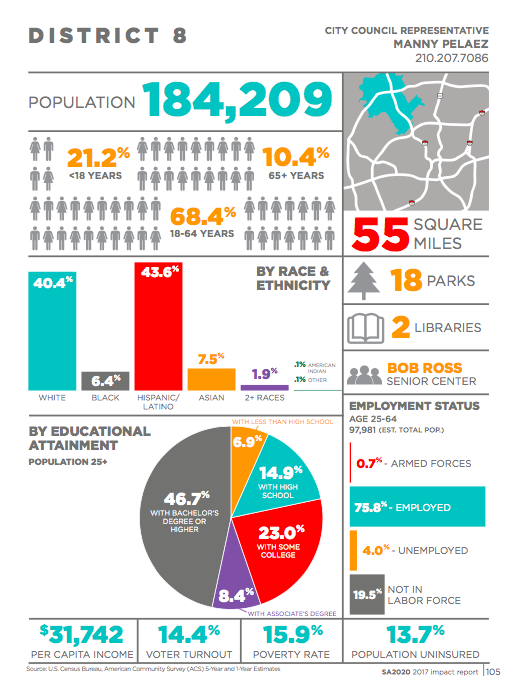 DISTRICT 8
CITY COUNCIL REPRESENTATIVE
MANNY PELAEZ
210.207.7086
POPULATION 184,209
21.2%
<18 YEARS
10.4%
65+ YEARS
68.4%
18-64 YEARS
55 SQUARE
MILES
18 PARKS
2 LIBRARIES
BOB ROSS
SENIOR CENTER
BY RACE &
ETHNICITY
40.4%
6.4%
43.6%
7.5%
1.9%
.1% AMERICAN
INDIAN
.1% OTHER
WHITE
BLACK
HISPANIC/
LATINO
ASIAN
2+ RACES
BY EDUCATIONAL
ATTAINMENT
POPULATION 25+
WITH LESS THAN HIGH SCHOOL
6.9%
14.9%
WITH HIGH
SCHOOL
23.0%
WITH SOME
COLLEGE
8.4%
WITH ASSOCIATE'S DEGREE
46.7%
WITH BACHELOR'S
DEGREE OR
HIGHER
EMPLOYMENT STATUS
AGE 25-64
97,981 (EST. TOTAL POP.)
0.7% - ARMED FORCES
75.8% - EMPLOYED
4.0% - UNEMPLOYED
19.5% NOT IN
LABOR FORCE
$31,742
PER CAPITA INCOME
14.4%
VOTER TURNOUT
15.9%
POVERTY RATE
13.7%
POPULATION UNINSURED
Source: U.S. Census Bureau, American Community Survey (ACS) 5-Year and 1-Year Estimates
SA2020 2017 impact report | 105